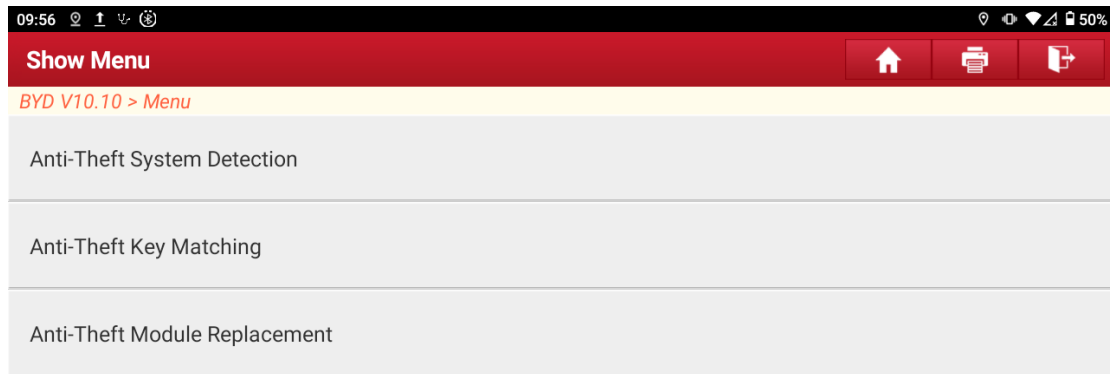 09:56 50%
Show Menu
BYD V10.10 > Menu
Anti-Theft System Detection
Anti-Theft Key Matching
Anti-Theft Module Replacement